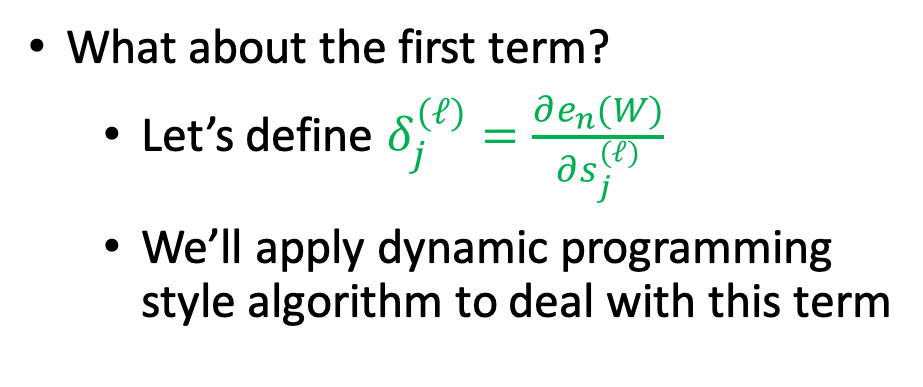 • What about the first term?
• Let's define δ_j^(ℓ) = ∂e_n(W) / ∂s_j^(ℓ)
• We'll apply dynamic programming
style algorithm to deal with this term